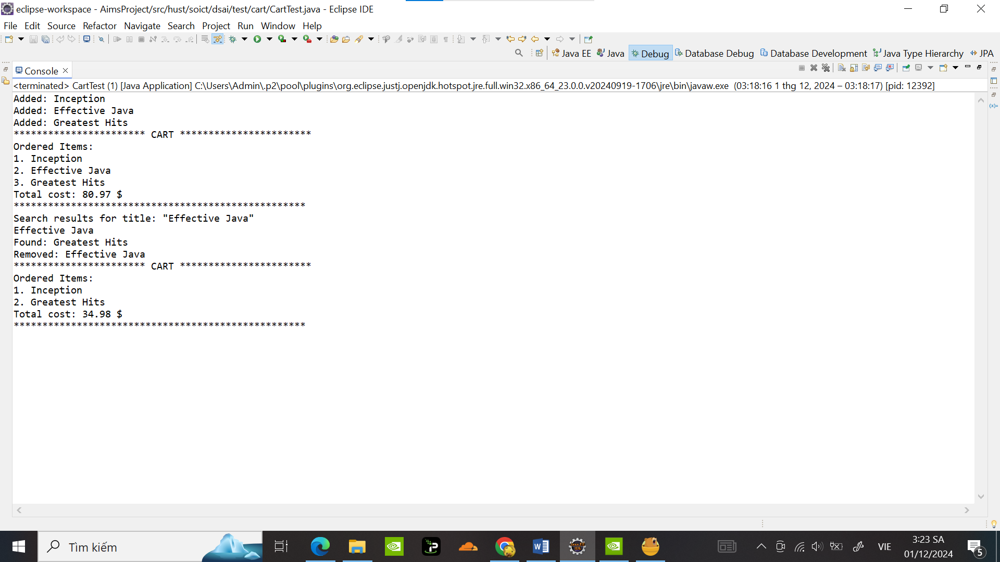 eclipse-workspace - AimsProject/src/hust/soict/dsai/test/cart/CartTest.java - Eclipse IDE
File Edit Source Refactor Navigate Search Project Run Window Help
Java EE Java Debug Database Debug Database Development Java Type Hierarchy JPA
Console
<terminated> CartTest (1) [Java Application] C:\Users\Admin\.p2\pool\plugins\org.eclipse.justj.openjdk.hotspot.jre.full.win32.x86_64_23.0.0.v20240919-1706\jre\bin\javaw.exe (03:18:16 1 thg 12, 2024 – 03:18:17) [pid: 12392]
Added: Inception
Added: Effective Java
Added: Greatest Hits
*********************** CART ***********************
Ordered Items:
1. Inception
2. Effective Java
3. Greatest Hits
Total cost: 80.97 $
***************************************************
Search results for title: "Effective Java"
Effective Java
Found: Greatest Hits
Removed: Effective Java
*********************** CART ***********************
Ordered Items:
1. Inception
2. Greatest Hits
Total cost: 34.98 $
***************************************************
Tìm kiếm
VIE
3:23 SA
01/12/2024
5